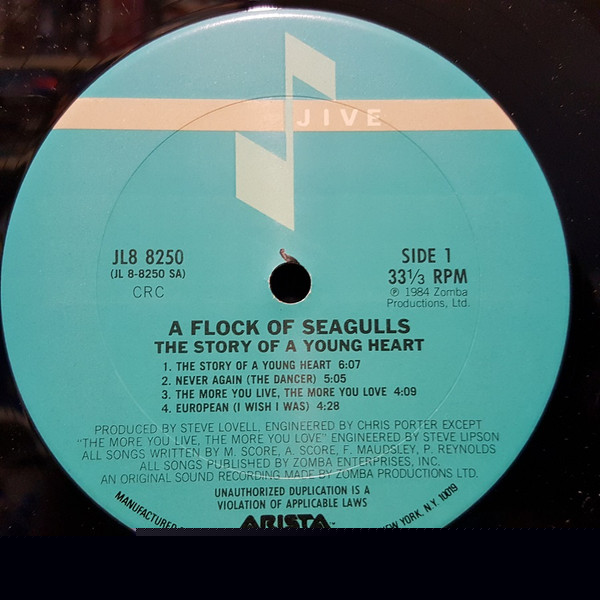 JIVE
JL8 8250
(JL 8-8250 SA)
CRC
SIDE 1
33⅓ RPM
℗ 1984 Zomba
Productions, Ltd.
A FLOCK OF SEAGULLS
THE STORY OF A YOUNG HEART
1. THE STORY OF A YOUNG HEART 6:07
2. NEVER AGAIN (THE DANCER) 5:05
3. THE MORE YOU LIVE, THE MORE YOU LOVE 4:09
4. EUROPEAN (I WISH I WAS) 4:28
PRODUCED BY STEVE LOVELL, ENGINEERED BY CHRIS PORTER EXCEPT
"THE MORE YOU LIVE, THE MORE YOU LOVE" ENGINEERED BY STEVE LIPSON
ALL SONGS WRITTEN BY M. SCORE, A. SCORE, F. MAUDSLEY, P. REYNOLDS
ALL SONGS PUBLISHED BY ZOMBA ENTERPRISES, INC.
AN ORIGINAL SOUND RECORDING MADE BY ZOMBA PRODUCTIONS LTD.
UNAUTHORIZED DUPLICATION IS A
VIOLATION OF APPLICABLE LAWS
ARISTA™
MANUFACTURED
NEW YORK, N.Y. 10019